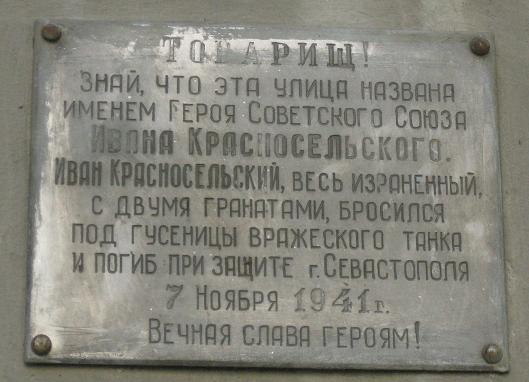 ТОВАРИЩ!
ЗНАЙ, ЧТО ЭТА УЛИЦА НАЗВАНА
ИМЕНЕМ ГЕРОЯ СОВЕТСКОГО СОЮЗА
ИВАНА КРАСНОСЕЛЬСКОГО.
ИВАН КРАСНОСЕЛЬСКИЙ, ВЕСЬ ИЗРАНЕННЫЙ,
С ДВУМЯ ГРАНАТАМИ, БРОСИЛСЯ
ПОД ГУСЕНИЦЫ ВРАЖЕСКОГО ТАНКА
И ПОГИБ ПРИ ЗАЩИТЕ г. СЕВАСТОПОЛЯ
7 НОЯБРЯ 1941 г.
ВЕЧНАЯ СЛАВА ГЕРОЯМ!